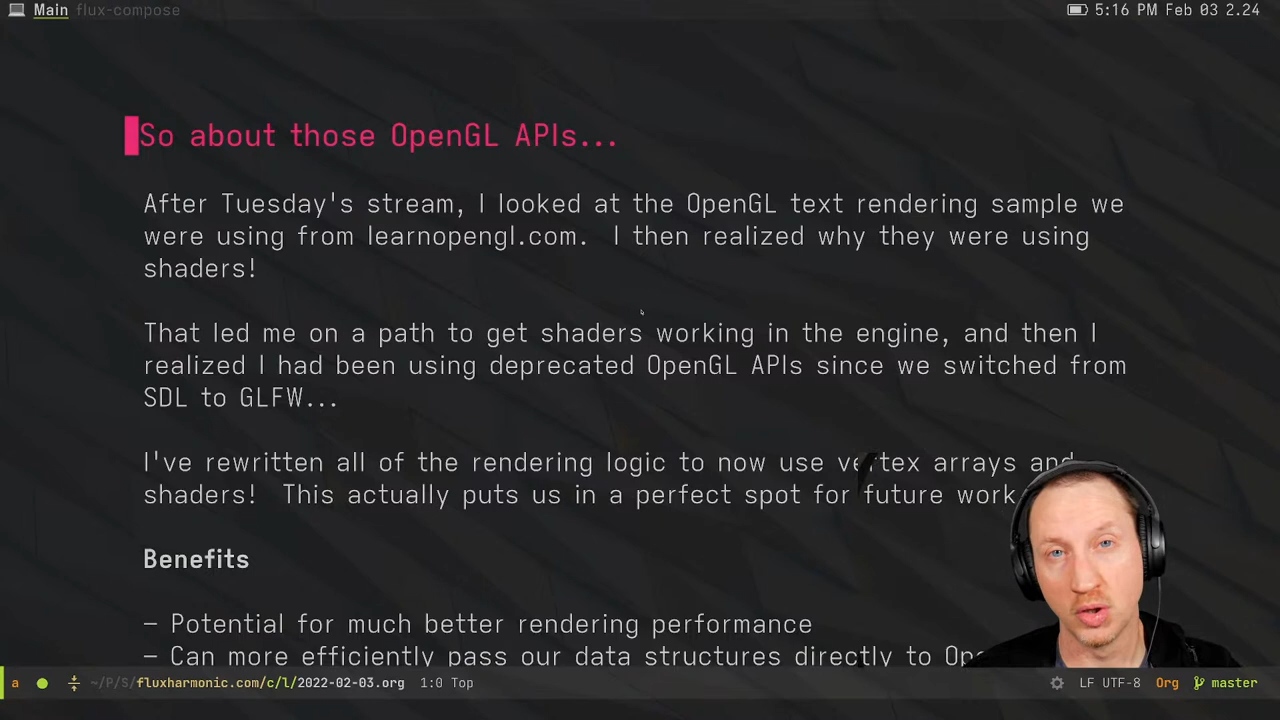 Main flux-compose
5:16 PM Feb 03 2.24
So about those OpenGL APIs...
After Tuesday's stream, I looked at the OpenGL text rendering sample we
were using from learnopengl.com. I then realized why they were using
shaders!
That led me on a path to get shaders working in the engine, and then I
realized I had been using deprecated OpenGL APIs since we switched from
SDL to GLFW...
I've rewritten all of the rendering logic to now use vertex arrays and
shaders! This actually puts us in a perfect spot for future work
Benefits
- Potential for much better rendering performance
- Can more efficiently pass our data structures directly to
a ~/P/S/fluxharmonic.com/c/l/2022-02-03.org 1:0 Top
LF UTF-8 Org master